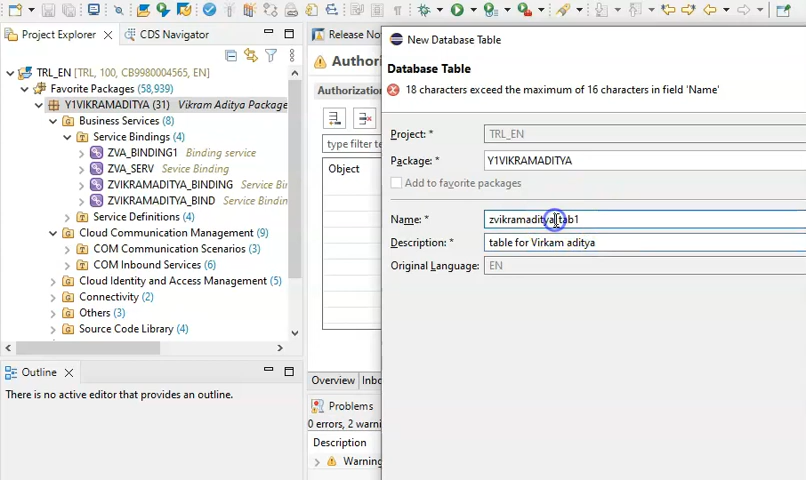 Project Explorer
CDS Navigator
TRL_EN [TRL, 100, CB9980004565, EN]
Favorite Packages (58,939)
Y1VIKRAMADITYA (31) Vikram Aditya Package
Business Services (8)
Service Bindings (4)
ZVA_BINDING1 Binding service
ZVA_SERV Sevice Binding
ZVIKRAMADITYA_BINDING Service Bi
ZVIKRAMADITYA_BIND Service Bindin
Service Definitions (4)
Cloud Communication Management (9)
COM Communication Scenarios (3)
COM Inbound Services (6)
Cloud Identity and Access Management (5)
Connectivity (2)
Others (3)
Source Code Library (4)
Outline
There is no active editor that provides an outline.
Release No
Authori
Authorization
type filter te
Object
Overview
Inbo
Problems
0 errors, 2 warni
Description
Warning
New Database Table
Database Table
18 characters exceed the maximum of 16 characters in field 'Name'
Project: *
TRL_EN
Package: *
Y1VIKRAMADITYA
Add to favorite packages
Name: *
zvikramaditya_tab1
Description: *
table for Virkam aditya
Original Language:
EN